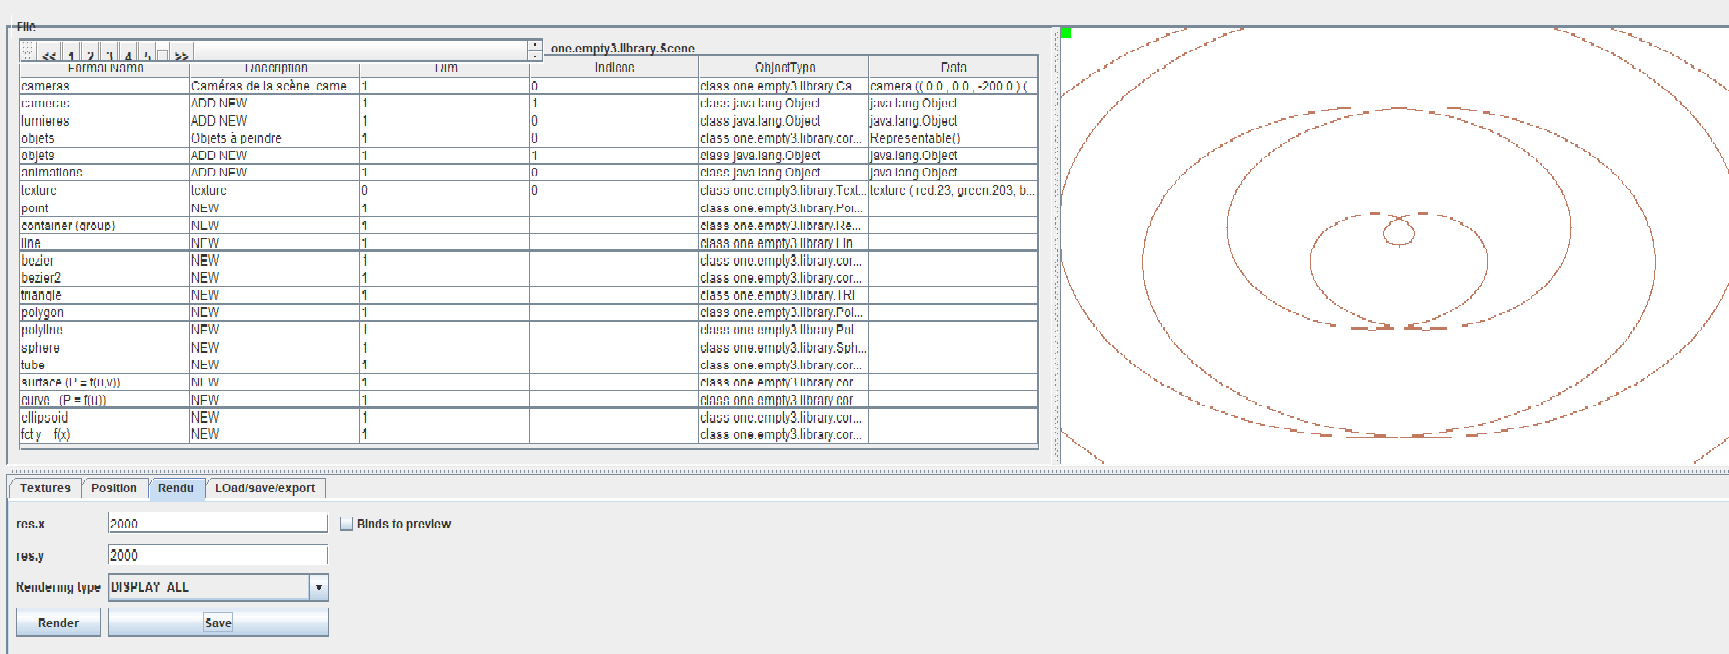 File
<< 1 2 3 4 5 >> one.empty3.library.Scene
Formal Name Description Dim Indices ObjectType Data
cameras Caméras de la scène came 1 0 class one.empty3.library.Ca camera (( 0.0 , 0.0 , -200.0 ) (
cameras ADD NEW 1 1 class java.lang.Object java.lang.Object
lumieres ADD NEW 1 0 class java.lang.Object java.lang.Object
objets Objets à peindre 1 0 class one.empty3.library.cor... Representable()
objets ADD NEW 1 1 class java.lang.Object java.lang.Object
animations ADD NEW 1 0 class java.lang.Object java.lang.Object
texture texture 0 0 class one.empty3.library.Text... texture ( red.23, green.203, b...
point NEW 1 class one.empty3.library.Poi...
container (group) NEW 1 class one.empty3.library.Re...
line NEW 1 class one.empty3.library.Lin
bezier NEW 1 class one.empty3.library.cor...
bezier2 NEW 1 class one.empty3.library.cor...
triangle NEW 1 class one.empty3.library.TRI
polygon NEW 1 class one.empty3.library.Pol...
polyline NEW 1 class one.empty3.library.Pol
sphere NEW 1 class one.empty3.library.Sph...
tube NEW 1 class one.empty3.library.cor...
surface (P = f(u,v)) NEW 1 class one.empty3.library.cor
curve (P = f(u)) NEW 1 class one.empty3.library.cor
ellipsoid NEW 1 class one.empty3.library.cor...
fct y f(x) NEW 1 class one.empty3.library.cor...
Textures Position Rendu LOad/save/export
res.x 2000 Binds to preview
res.y 2000
Rendering type DISPLAY ALL
Render Save